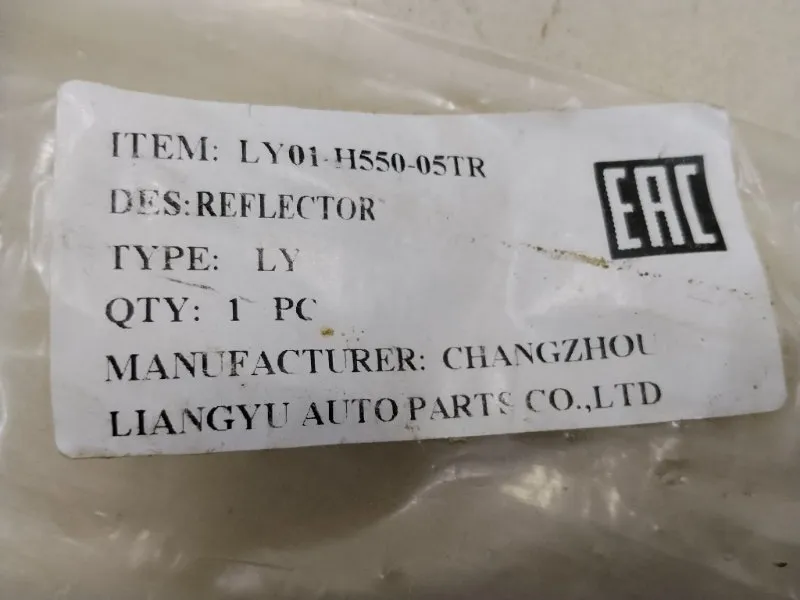 ITEM: LY01-H550-05TR
DES:REFLECTOR
TYPE: LY
QTY: 1 PC
MANUFACTURER: CHANGZHOU
LIANGYU AUTO PARTS CO.,LTD
EAC